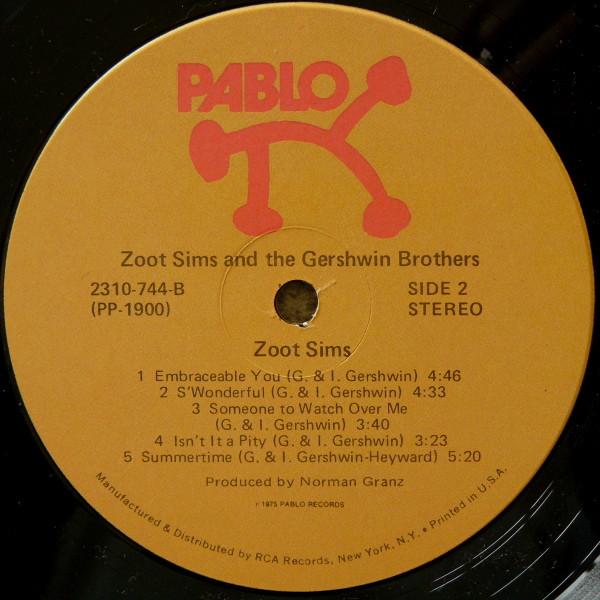 PABLO
Zoot Sims and the Gershwin Brothers
2310-744-B
(PP-1900)
SIDE 2
STEREO
Zoot Sims
1 Embraceable You (G. & I. Gershwin) 4:46
2 S'Wonderful (G. & I. Gershwin) 4:33
3 Someone to Watch Over Me
(G. & I. Gershwin) 3:40
4 Isn't It a Pity (G. & I. Gershwin) 3:23
5 Summertime (G. & I. Gershwin-Heyward) 5:20
Produced by Norman Granz
℗ 1975 PABLO RECORDS
Manufactured & Distributed by RCA Records, New York, N.Y. • Printed in U.S.A.